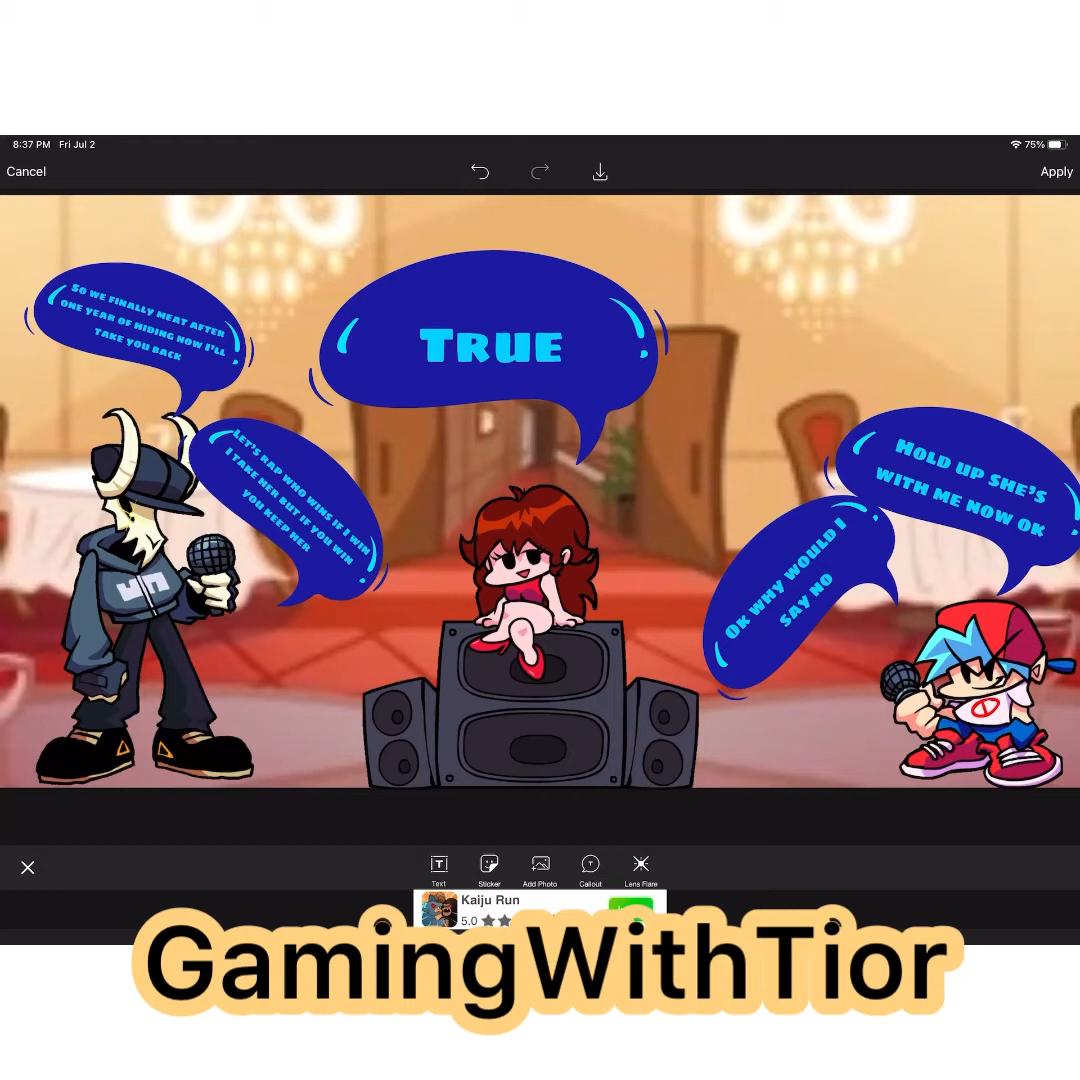 8:37 PM Fri Jul 2
75%
Cancel
Apply
So we finally meat after
one year of hiding now I'll
take you back
True
Let's rap who wins if I win
I take her but if you win
you keep her
Hold up she's
with me now ok
Ok why would I
say no
Text
Sticker
Add Photo
Callout
Lens Flare
Kaiju Run
5.0
GamingWithTior